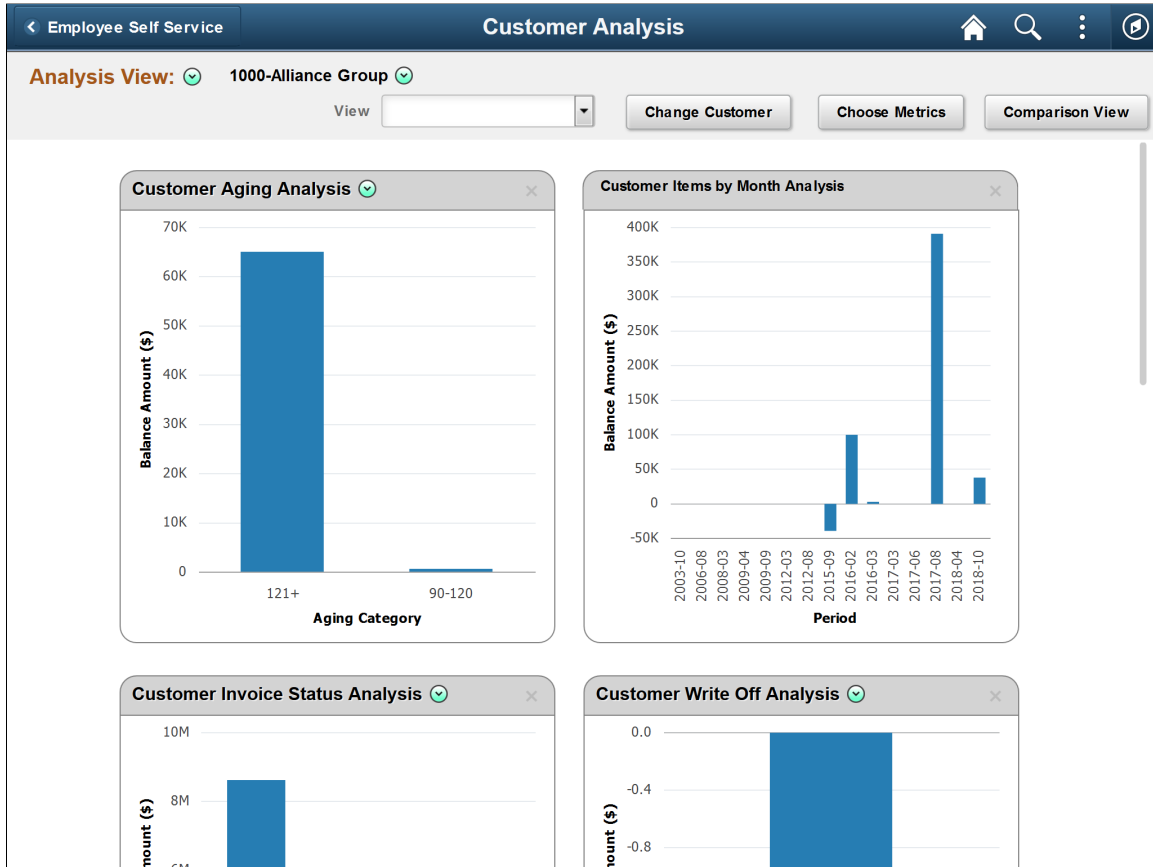 Employee Self Service
Customer Analysis
Analysis View:
1000-Alliance Group
View
Change Customer
Choose Metrics
Comparison View
Customer Aging Analysis
70K
60K
50K
40K
30K
20K
10K
0
Balance Amount ($)
121+
90-120
Aging Category
Customer Items by Month Analysis
400K
350K
300K
250K
200K
150K
100K
50K
0
-50K
Balance Amount ($)
2003-10
2006-08
2008-03
2009-04
2009-09
2012-03
2012-08
2015-09
2016-02
2016-03
2017-03
2017-06
2017-08
2018-04
2018-10
Period
Customer Invoice Status Analysis
10M
8M
6M
mount ($)
Customer Write Off Analysis
0.0
-0.4
-0.8
ount ($)